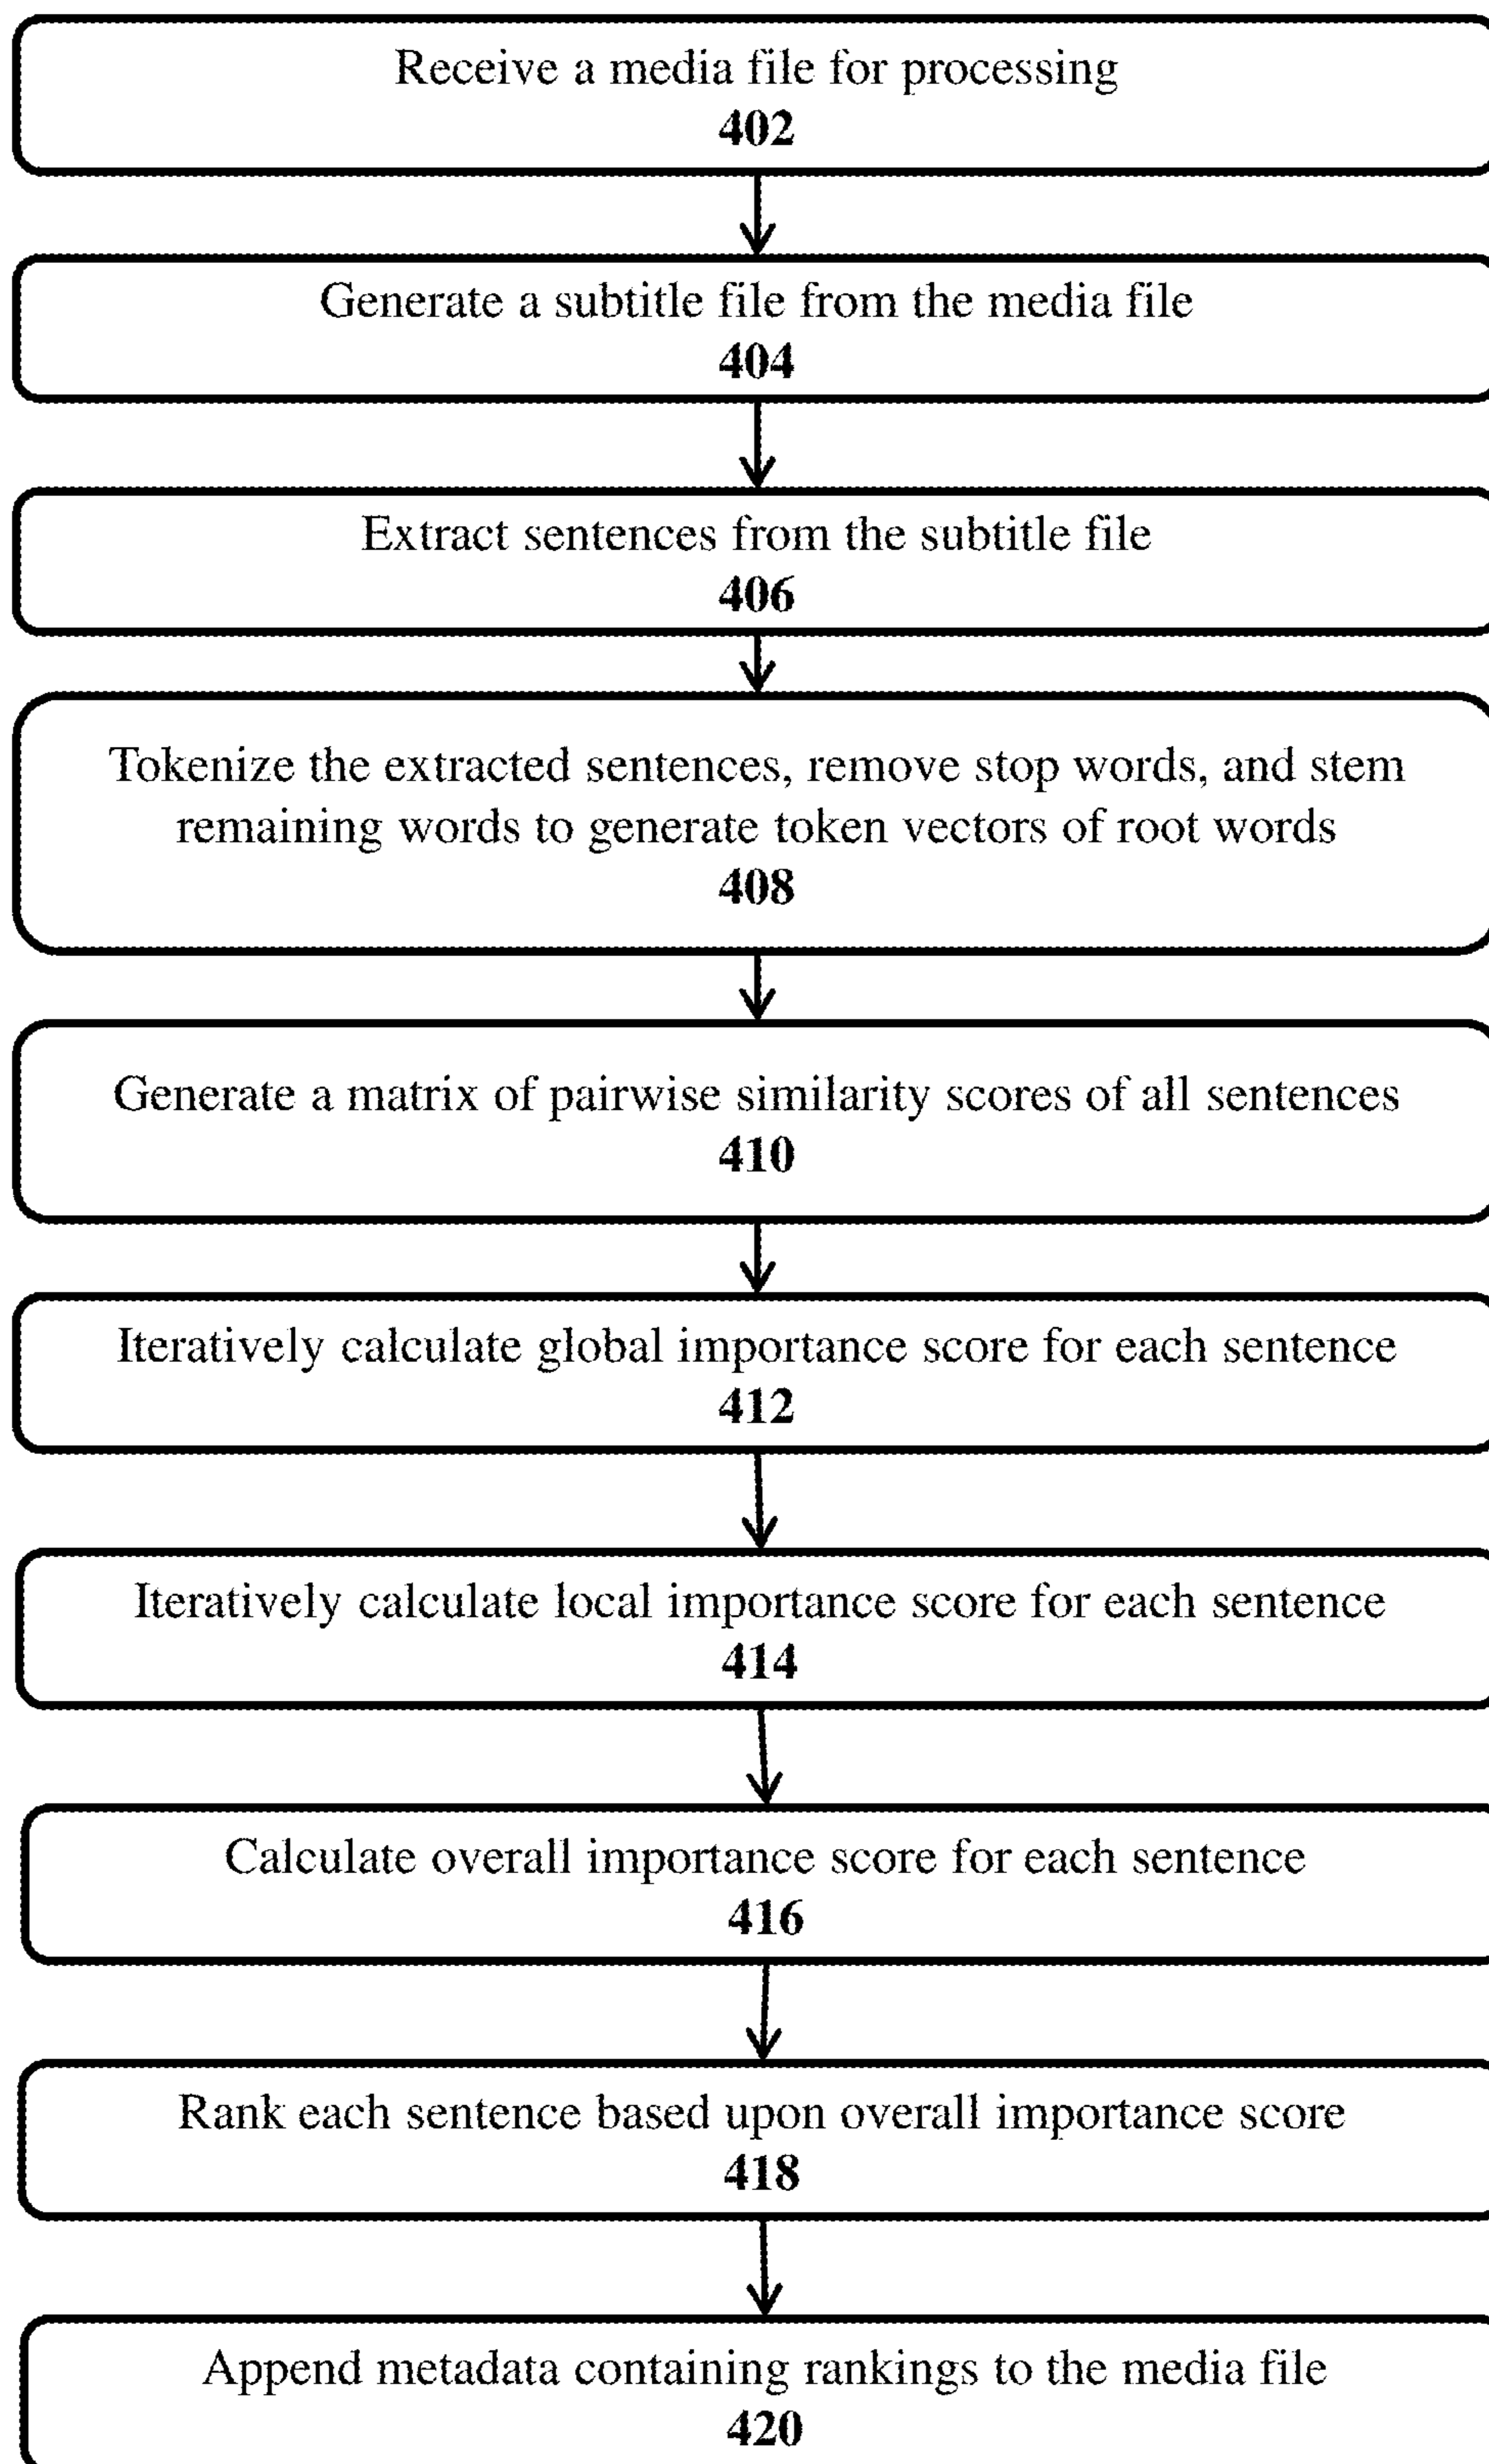 Receive a media file for processing
402
Generate a subtitle file from the media file
404
Extract sentences from the subtitle file
406
Tokenize the extracted sentences, remove stop words, and stem
remaining words to generate token vectors of root words
408
Generate a matrix of pairwise similarity scores of all sentences
410
Iteratively calculate global importance score for each sentence
412
Iteratively calculate local importance score for each sentence
414
Calculate overall importance score for each sentence
416
Rank each sentence based upon overall importance score
418
Append metadata containing rankings to the media file
420